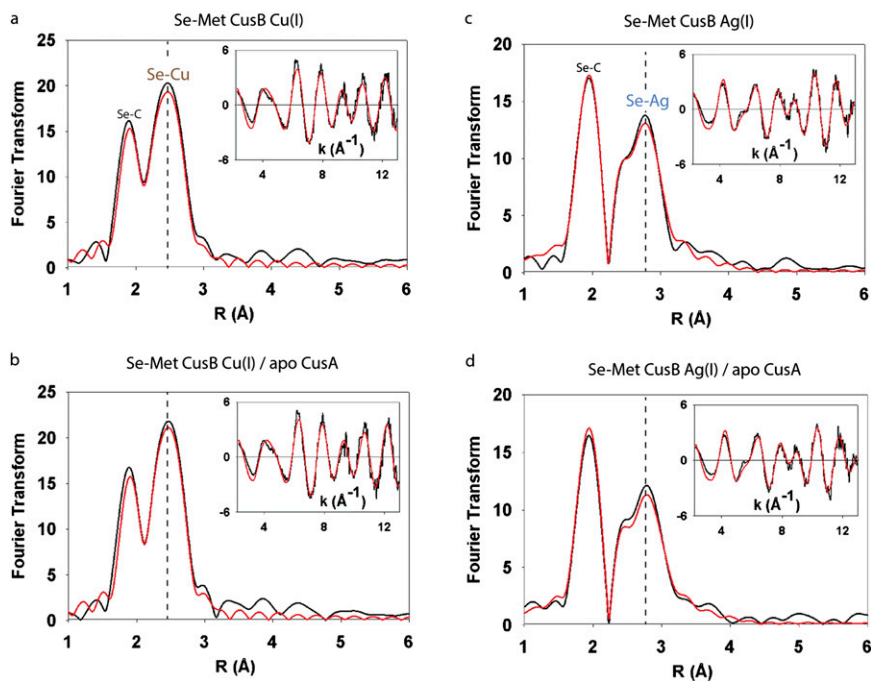 a
Se-Met CusB Cu(I)
25
20
15
10
5
0
Fourier Transform
Se-C
Se-Cu
6
0
-6
k (Å⁻¹)
4
8
12
1
2
3
4
5
6
R (Å)
c
Se-Met CusB Ag(I)
20
15
10
5
0
Fourier Transform
Se-C
Se-Ag
6
0
-6
k (Å⁻¹)
4
8
12
1
2
3
4
5
6
R (Å)
b
Se-Met CusB Cu(I) / apo CusA
25
20
15
10
5
0
Fourier Transform
6
0
-6
k (Å⁻¹)
4
8
12
1
2
3
4
5
6
R (Å)
d
Se-Met CusB Ag(I) / apo CusA
20
15
10
5
0
Fourier Transform
6
0
-6
k (Å⁻¹)
4
8
12
1
2
3
4
5
6
R (Å)